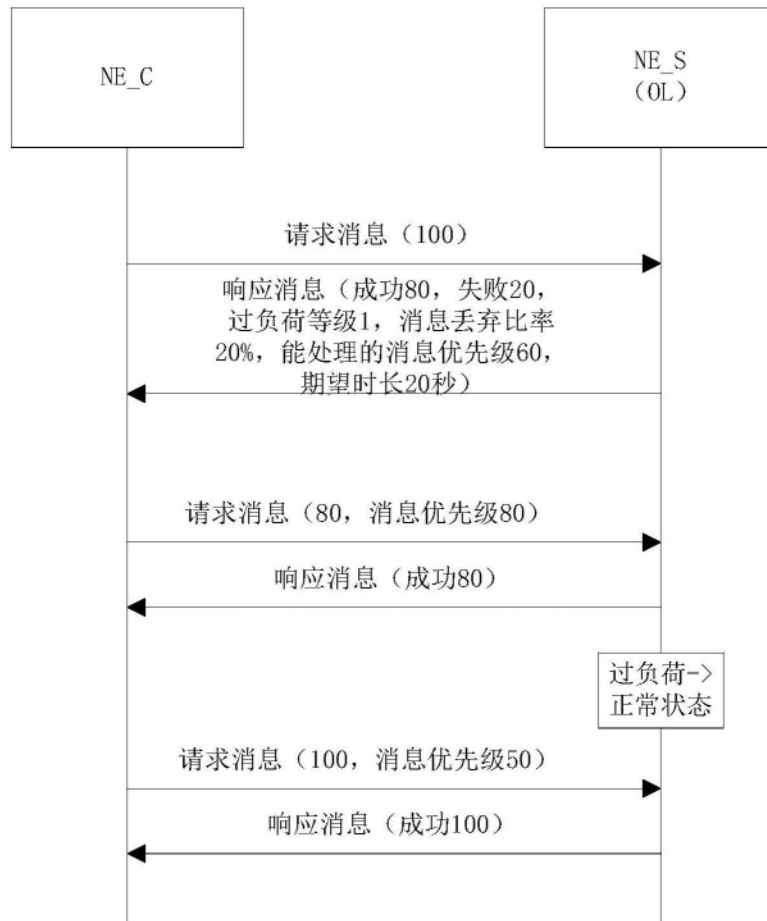 NE_C
NE_S
（OL）
请求消息（100）
响应消息（成功80，失败20，
过负荷等级1，消息丢弃比率
20%，能处理的消息优先级60，
期望时长20秒）
请求消息（80，消息优先级80）
响应消息（成功80）
过负荷->
正常状态
请求消息（100，消息优先级50）
响应消息（成功100）